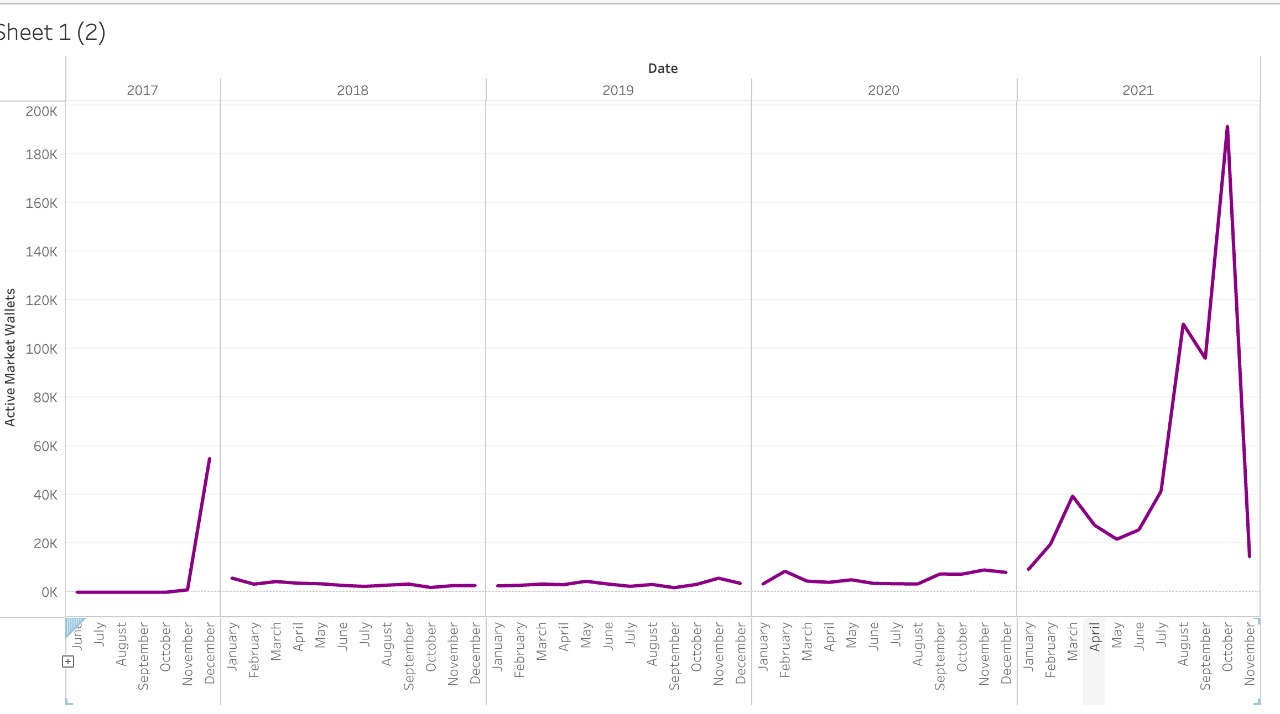 Sheet 1 (2)
Date
2017 2018 2019 2020 2021
200K
180K
160K
140K
120K
100K
80K
60K
40K
20K
0K
Active Market Wallets
June July August September October November December January February March April May June July August September October November December January February March April May June July August September October November December January February March April May June July August September October November December January February March April May June July August September October November